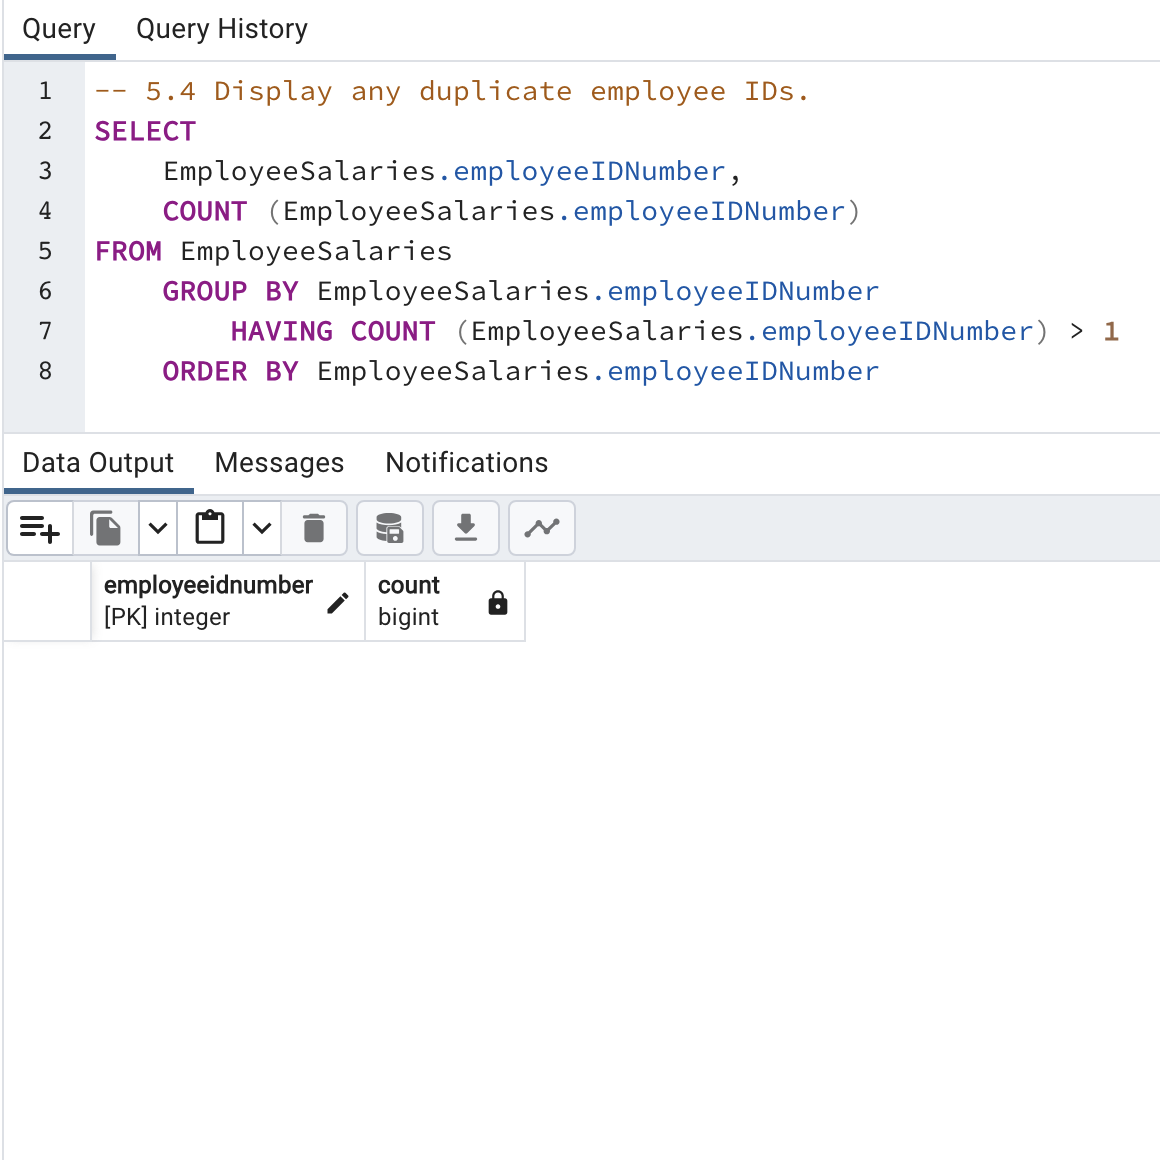 Query Query History
1 -- 5.4 Display any duplicate employee IDs.
2 SELECT
3 EmployeeSalaries.employeeIDNumber,
4 COUNT (EmployeeSalaries.employeeIDNumber)
5 FROM EmployeeSalaries
6 GROUP BY EmployeeSalaries.employeeIDNumber
7 HAVING COUNT (EmployeeSalaries.employeeIDNumber) > 1
8 ORDER BY EmployeeSalaries.employeeIDNumber
Data Output Messages Notifications
employeeidnumber count
[PK] integer bigint